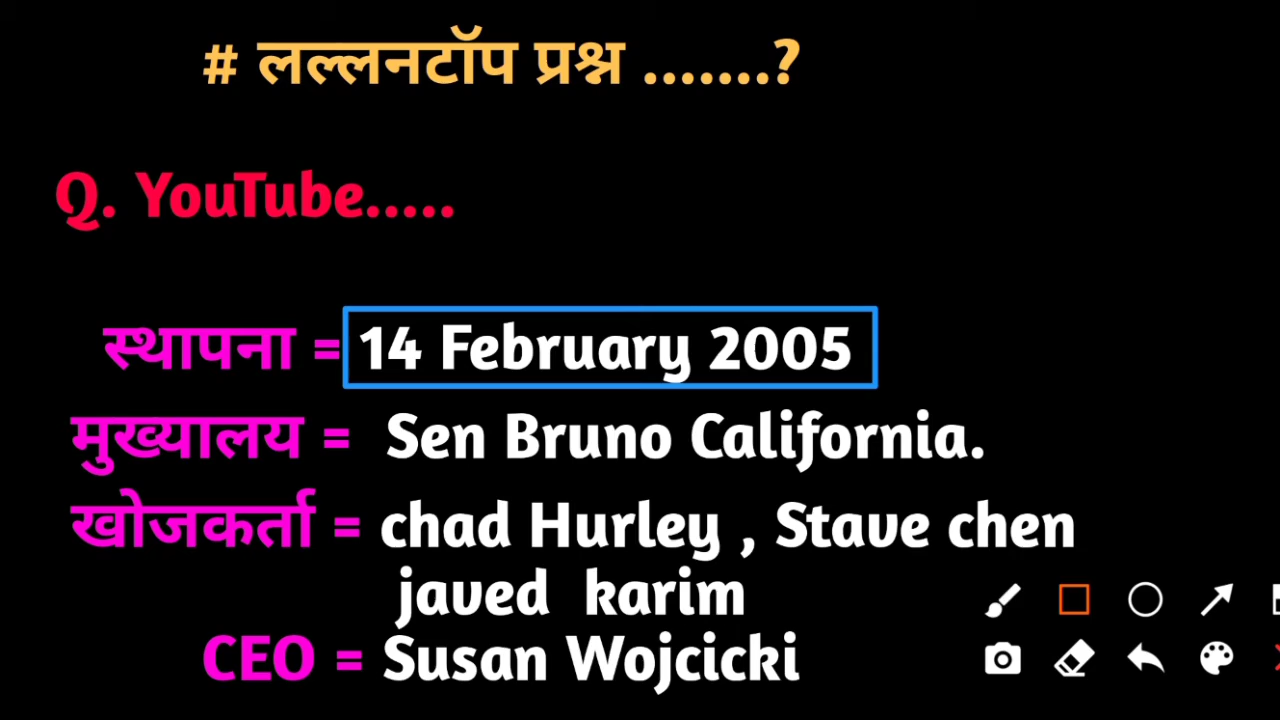 # लल्लनटॉप प्रश्न .......?
Q. YouTube.....
स्थापना = 14 February 2005
मुख्यालय = Sen Bruno California.
खोजकर्ता = chad Hurley , Stave chen
javed karim
CEO = Susan Wojcicki